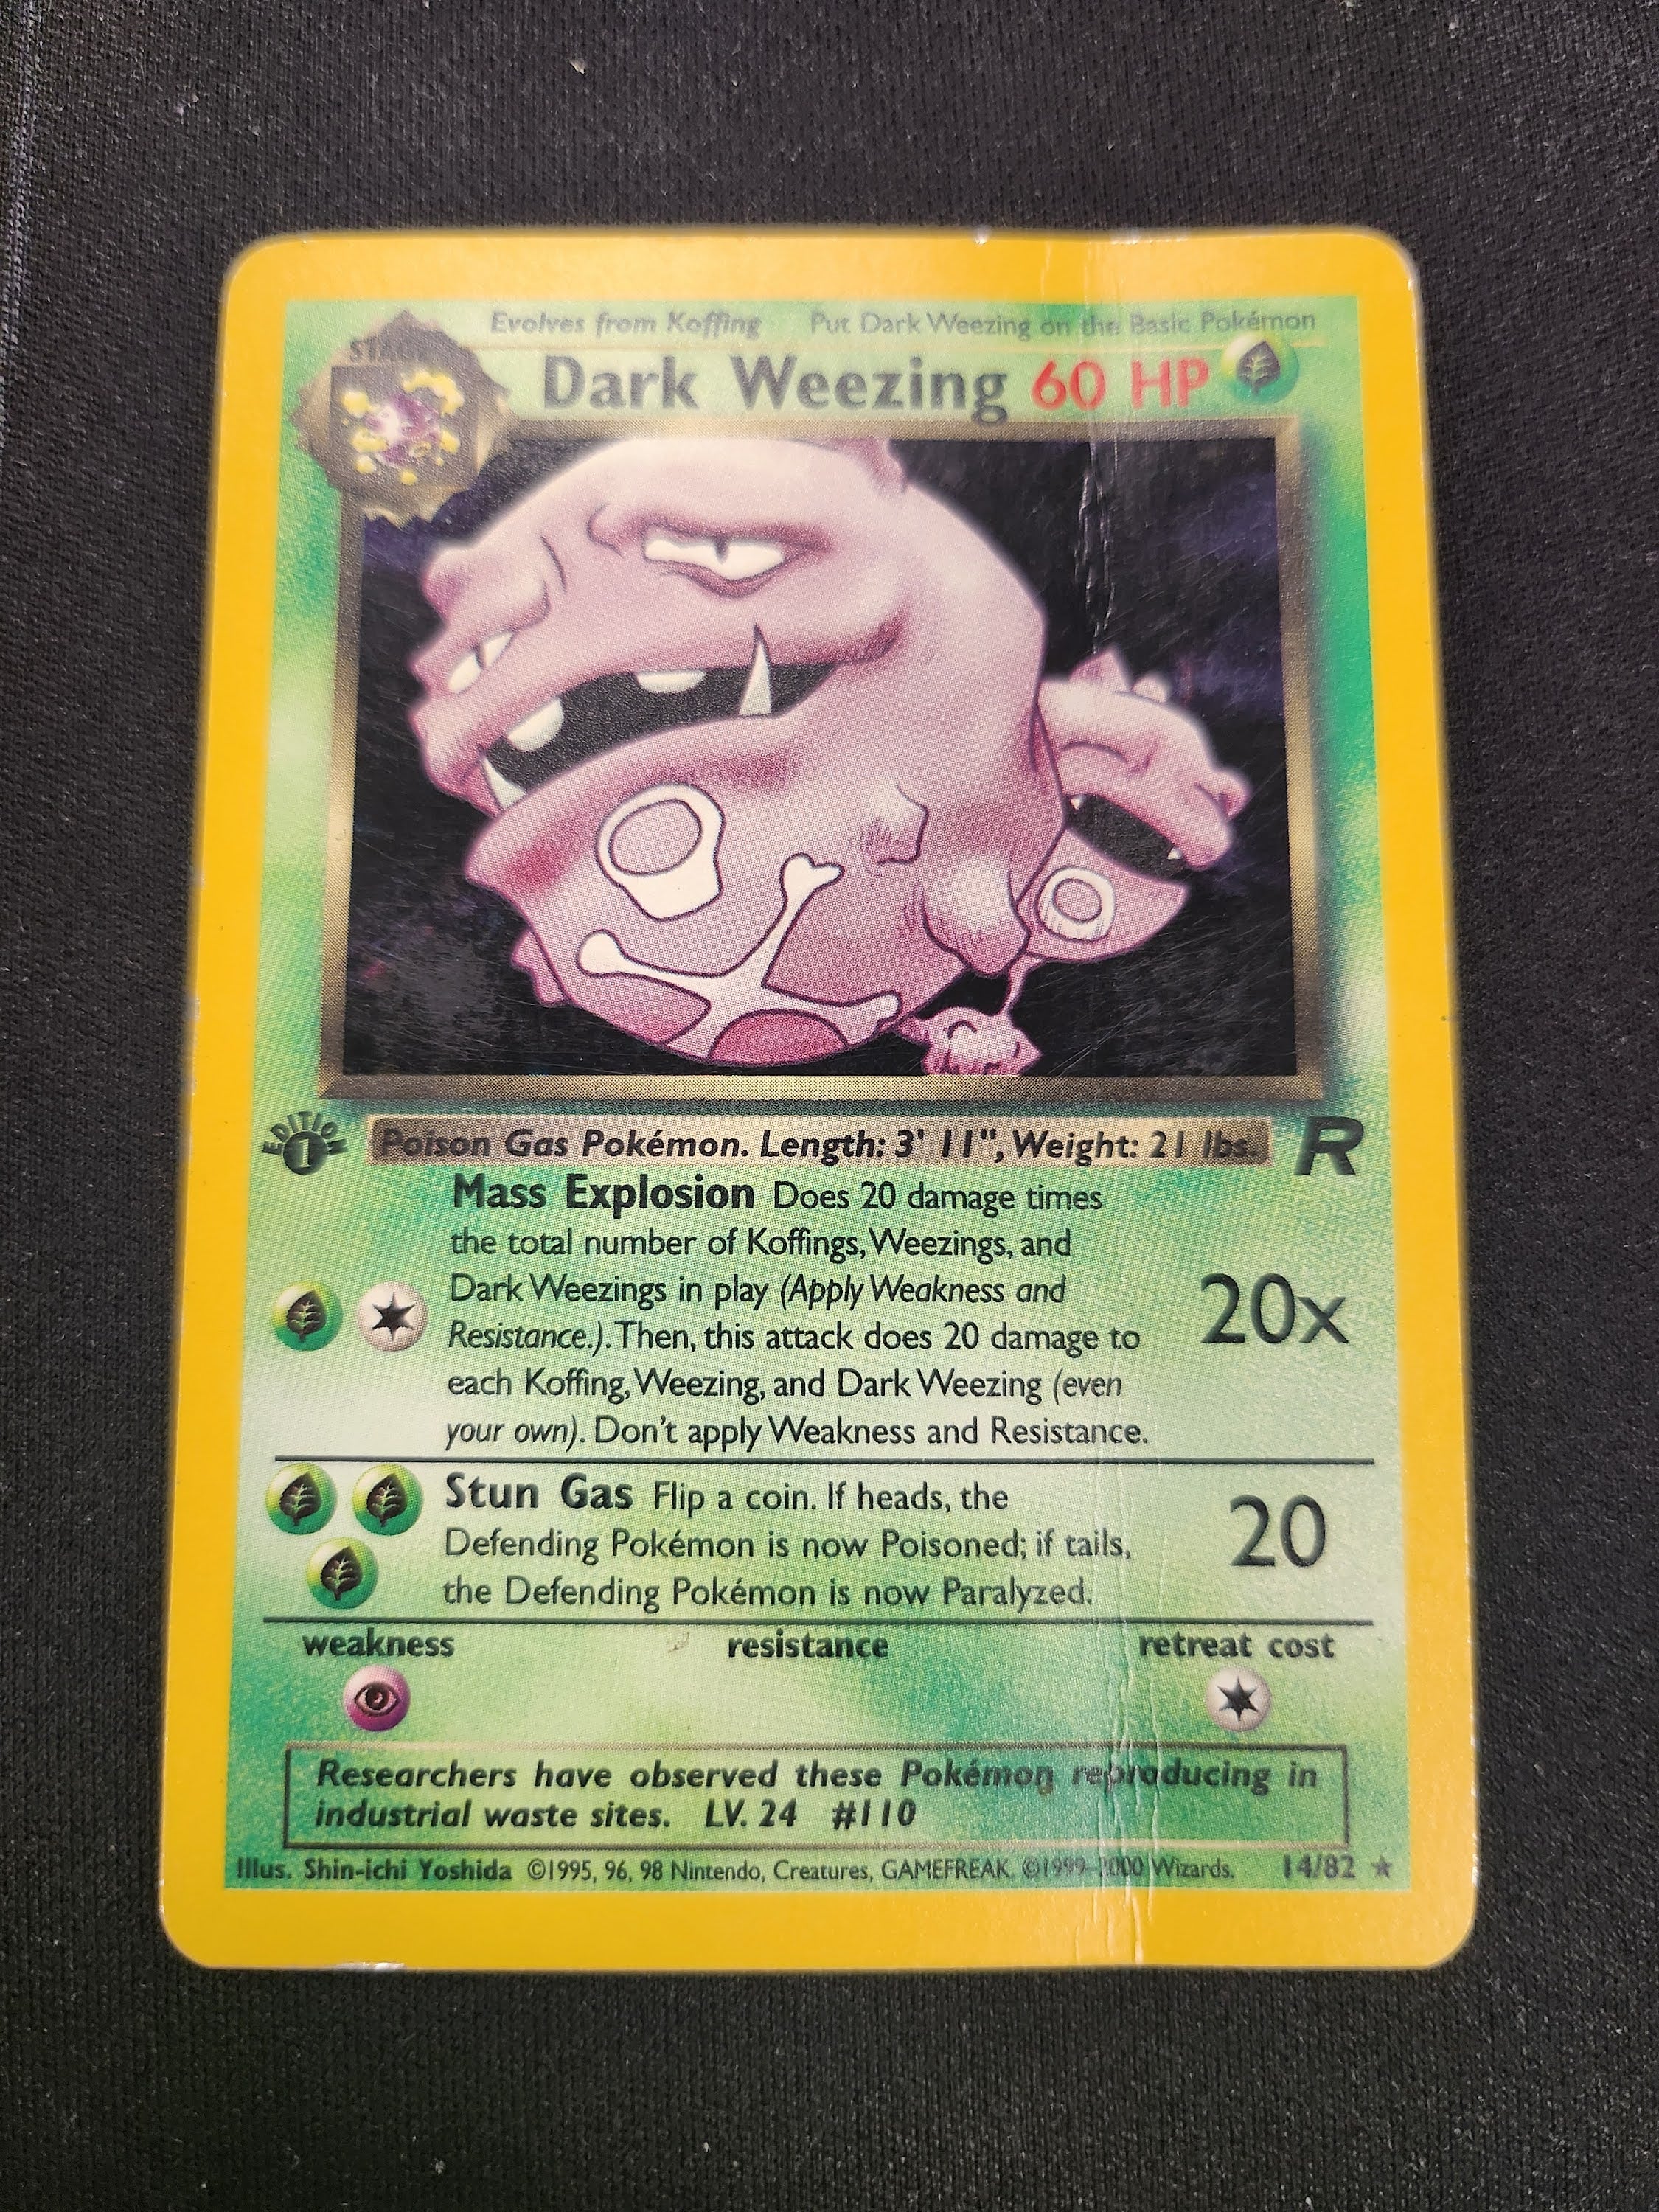 Evolves from Koffing Put Dark Weezing on the Basic Pokémon
STAGE
Dark Weezing 60 HP
EDITION
1
Poison Gas Pokémon. Length: 3' 11", Weight: 21 lbs.
R
Mass Explosion Does 20 damage times
the total number of Koffings, Weezings, and
Dark Weezings in play (Apply Weakness and
Resistance.). Then, this attack does 20 damage to
each Koffing, Weezing, and Dark Weezing (even
your own). Don't apply Weakness and Resistance.
20x
Stun Gas Flip a coin. If heads, the
Defending Pokémon is now Poisoned; if tails,
the Defending Pokémon is now Paralyzed.
20
weakness resistance retreat cost
Researchers have observed these Pokémon reproducing in
industrial waste sites. LV. 24 #110
Illus. Shin-ichi Yoshida ©1995, 96, 98 Nintendo, Creatures, GAMEFREAK. ©1999-2000 Wizards. 14/82 ★